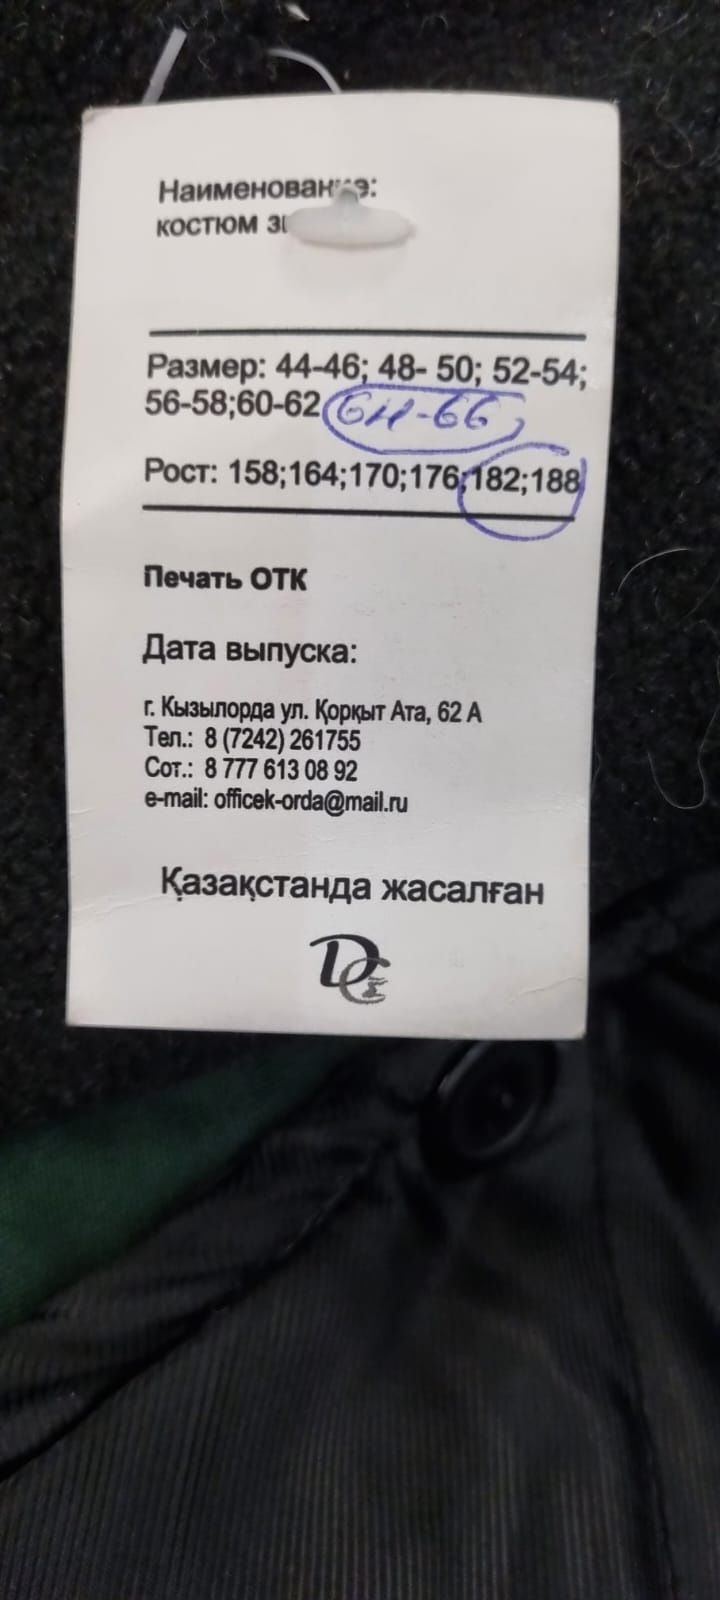 Наименование:
костюм
Размер: 44-46; 48- 50; 52-54;
56-58;60-62 64-66,
Рост: 158;164;170;176;182;188
Печать ОТК
Дата выпуска:
г. Кызылорда ул. Қорқыт Ата, 62 А
Тел.: 8 (7242) 261755
Сот.: 8 777 613 08 92
e-mail: officek-orda@mail.ru
Қазақстанда жасалған